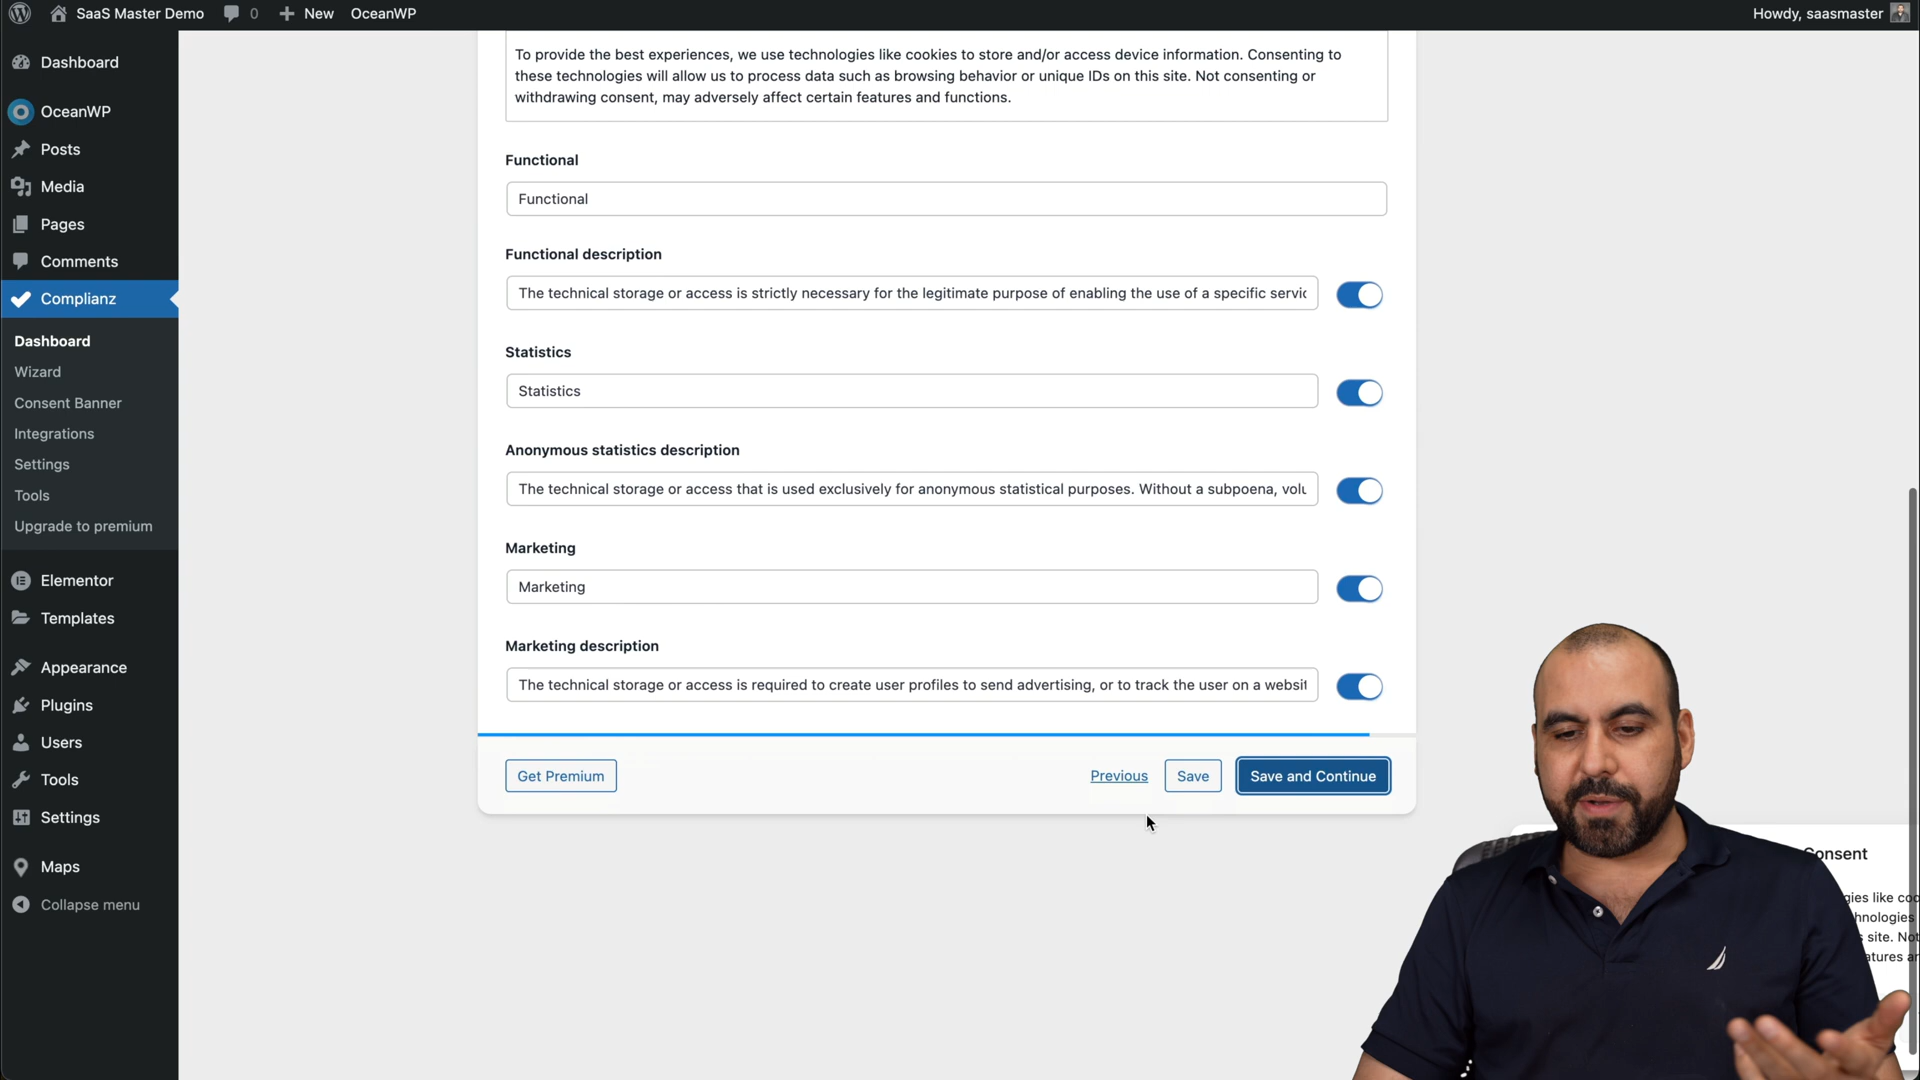 SaaS Master Demo 0 New OceanWP Howdy, saasmaster
Dashboard
OceanWP
Posts
Media
Pages
Comments
Complianz
Dashboard
Wizard
Consent Banner
Integrations
Settings
Tools
Upgrade to premium
Elementor
Templates
Appearance
Plugins
Users
Tools
Settings
Maps
Collapse menu
To provide the best experiences, we use technologies like cookies to store and/or access device information. Consenting to
these technologies will allow us to process data such as browsing behavior or unique IDs on this site. Not consenting or
withdrawing consent, may adversely affect certain features and functions.
Functional
Functional
Functional description
The technical storage or access is strictly necessary for the legitimate purpose of enabling the use of a specific servic
Statistics
Statistics
Anonymous statistics description
The technical storage or access that is used exclusively for anonymous statistical purposes. Without a subpoena, volu
Marketing
Marketing
Marketing description
The technical storage or access is required to create user profiles to send advertising, or to track the user on a websit
Get Premium Previous Save Save and Continue
Consent
like
site.